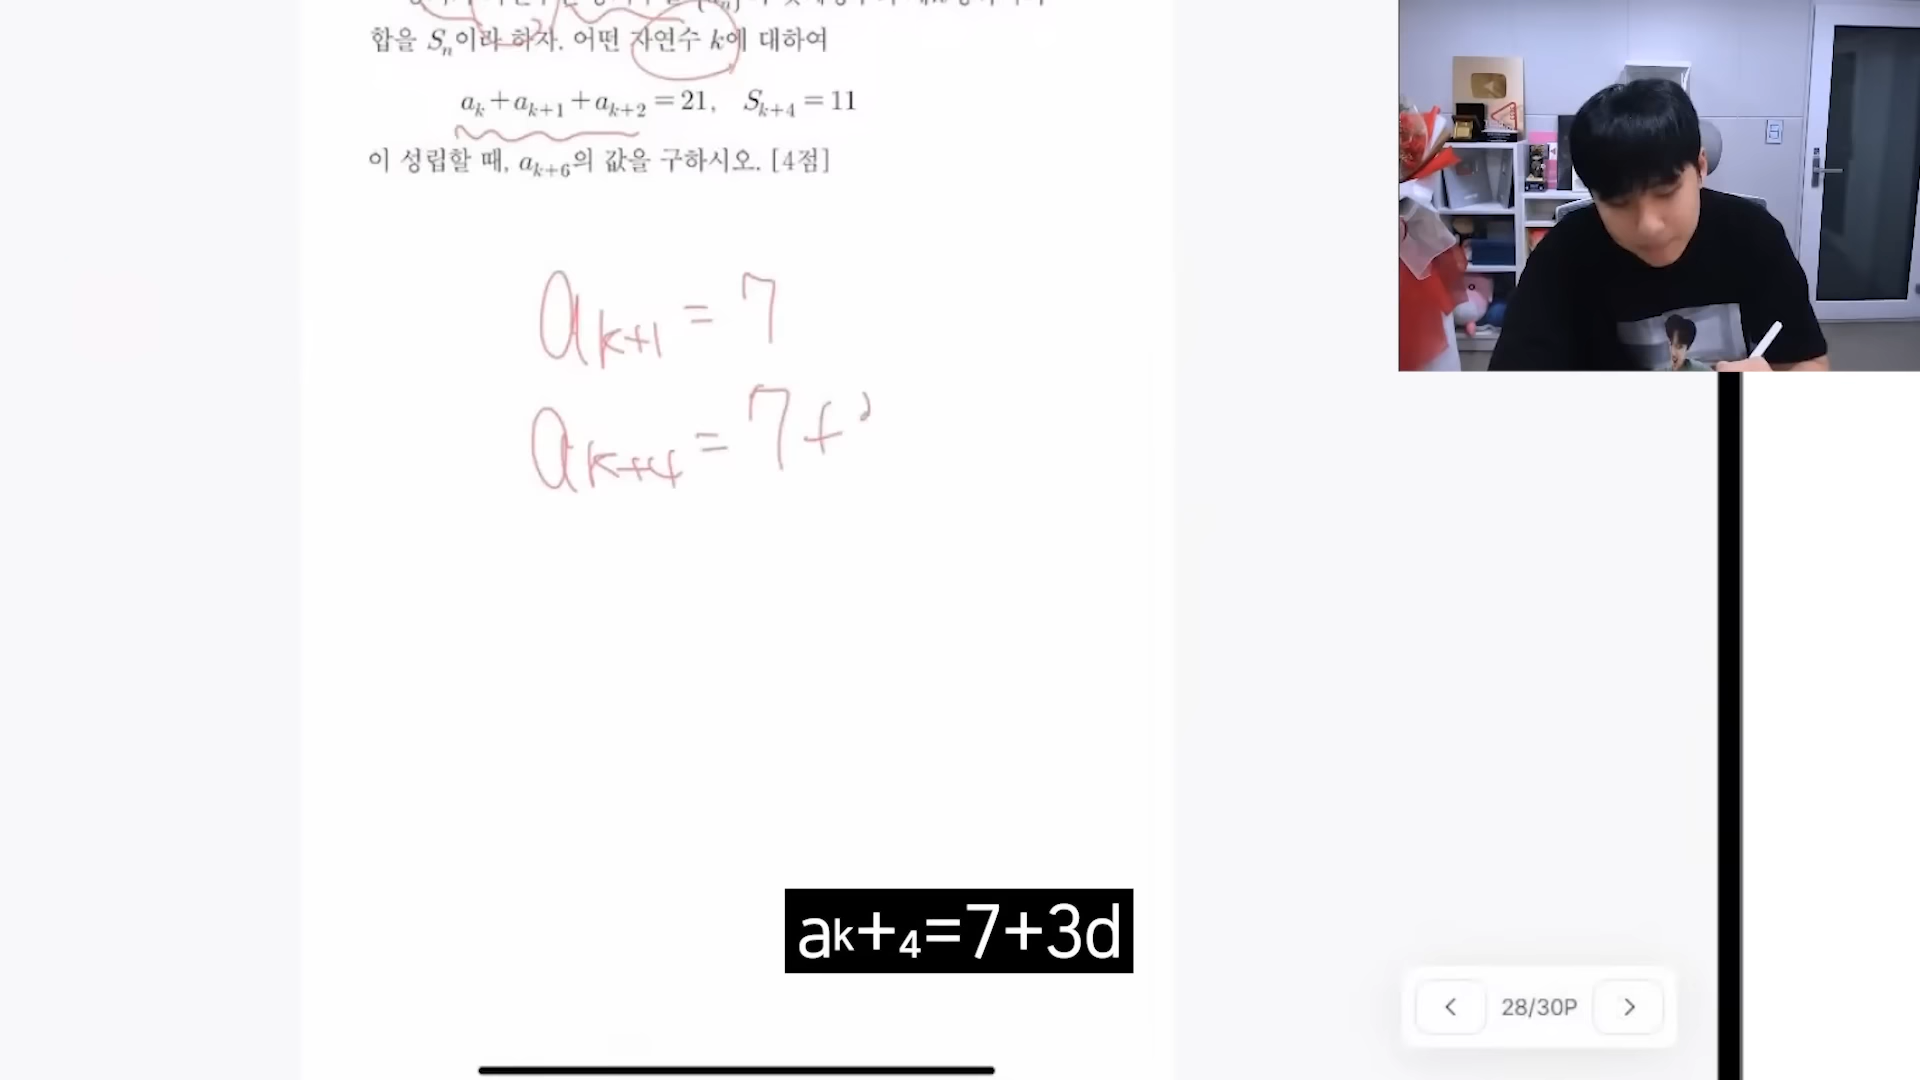 합을 Sₙ이라 하자. 어떤 자연수 k에 대하여
aₖ+aₖ₊₁+aₖ₊₂=21, Sₖ₊₄=11
이 성립할 때, aₖ₊₆의 값을 구하시오. [4점]
aₖ₊₁ = 7
aₖ₊₄ = 7+
aₖ+₄=7+3d
28/30P